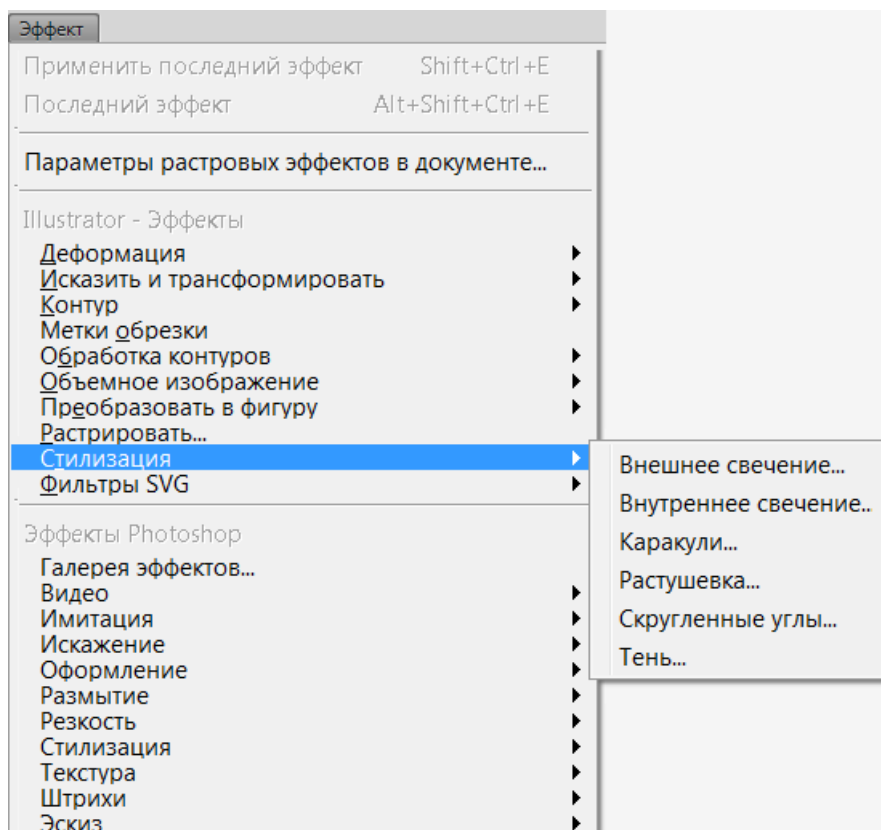 Эффект
Применить последний эффект Shift+Ctrl+E
Последний эффект Alt+Shift+Ctrl+E
Параметры растровых эффектов в документе...
Illustrator - Эффекты
Деформация
Исказить и трансформировать
Контур
Метки обрезки
Обработка контуров
Объемное изображение
Преобразовать в фигуру
Растрировать...
Стилизация
Фильтры SVG
Внешнее свечение...
Внутреннее свечение..
Каракули...
Растушевка...
Скругленные углы...
Тень...
Эффекты Photoshop
Галерея эффектов...
Видео
Имитация
Искажение
Оформление
Размытие
Резкость
Стилизация
Текстура
Штрихи
Эскиз